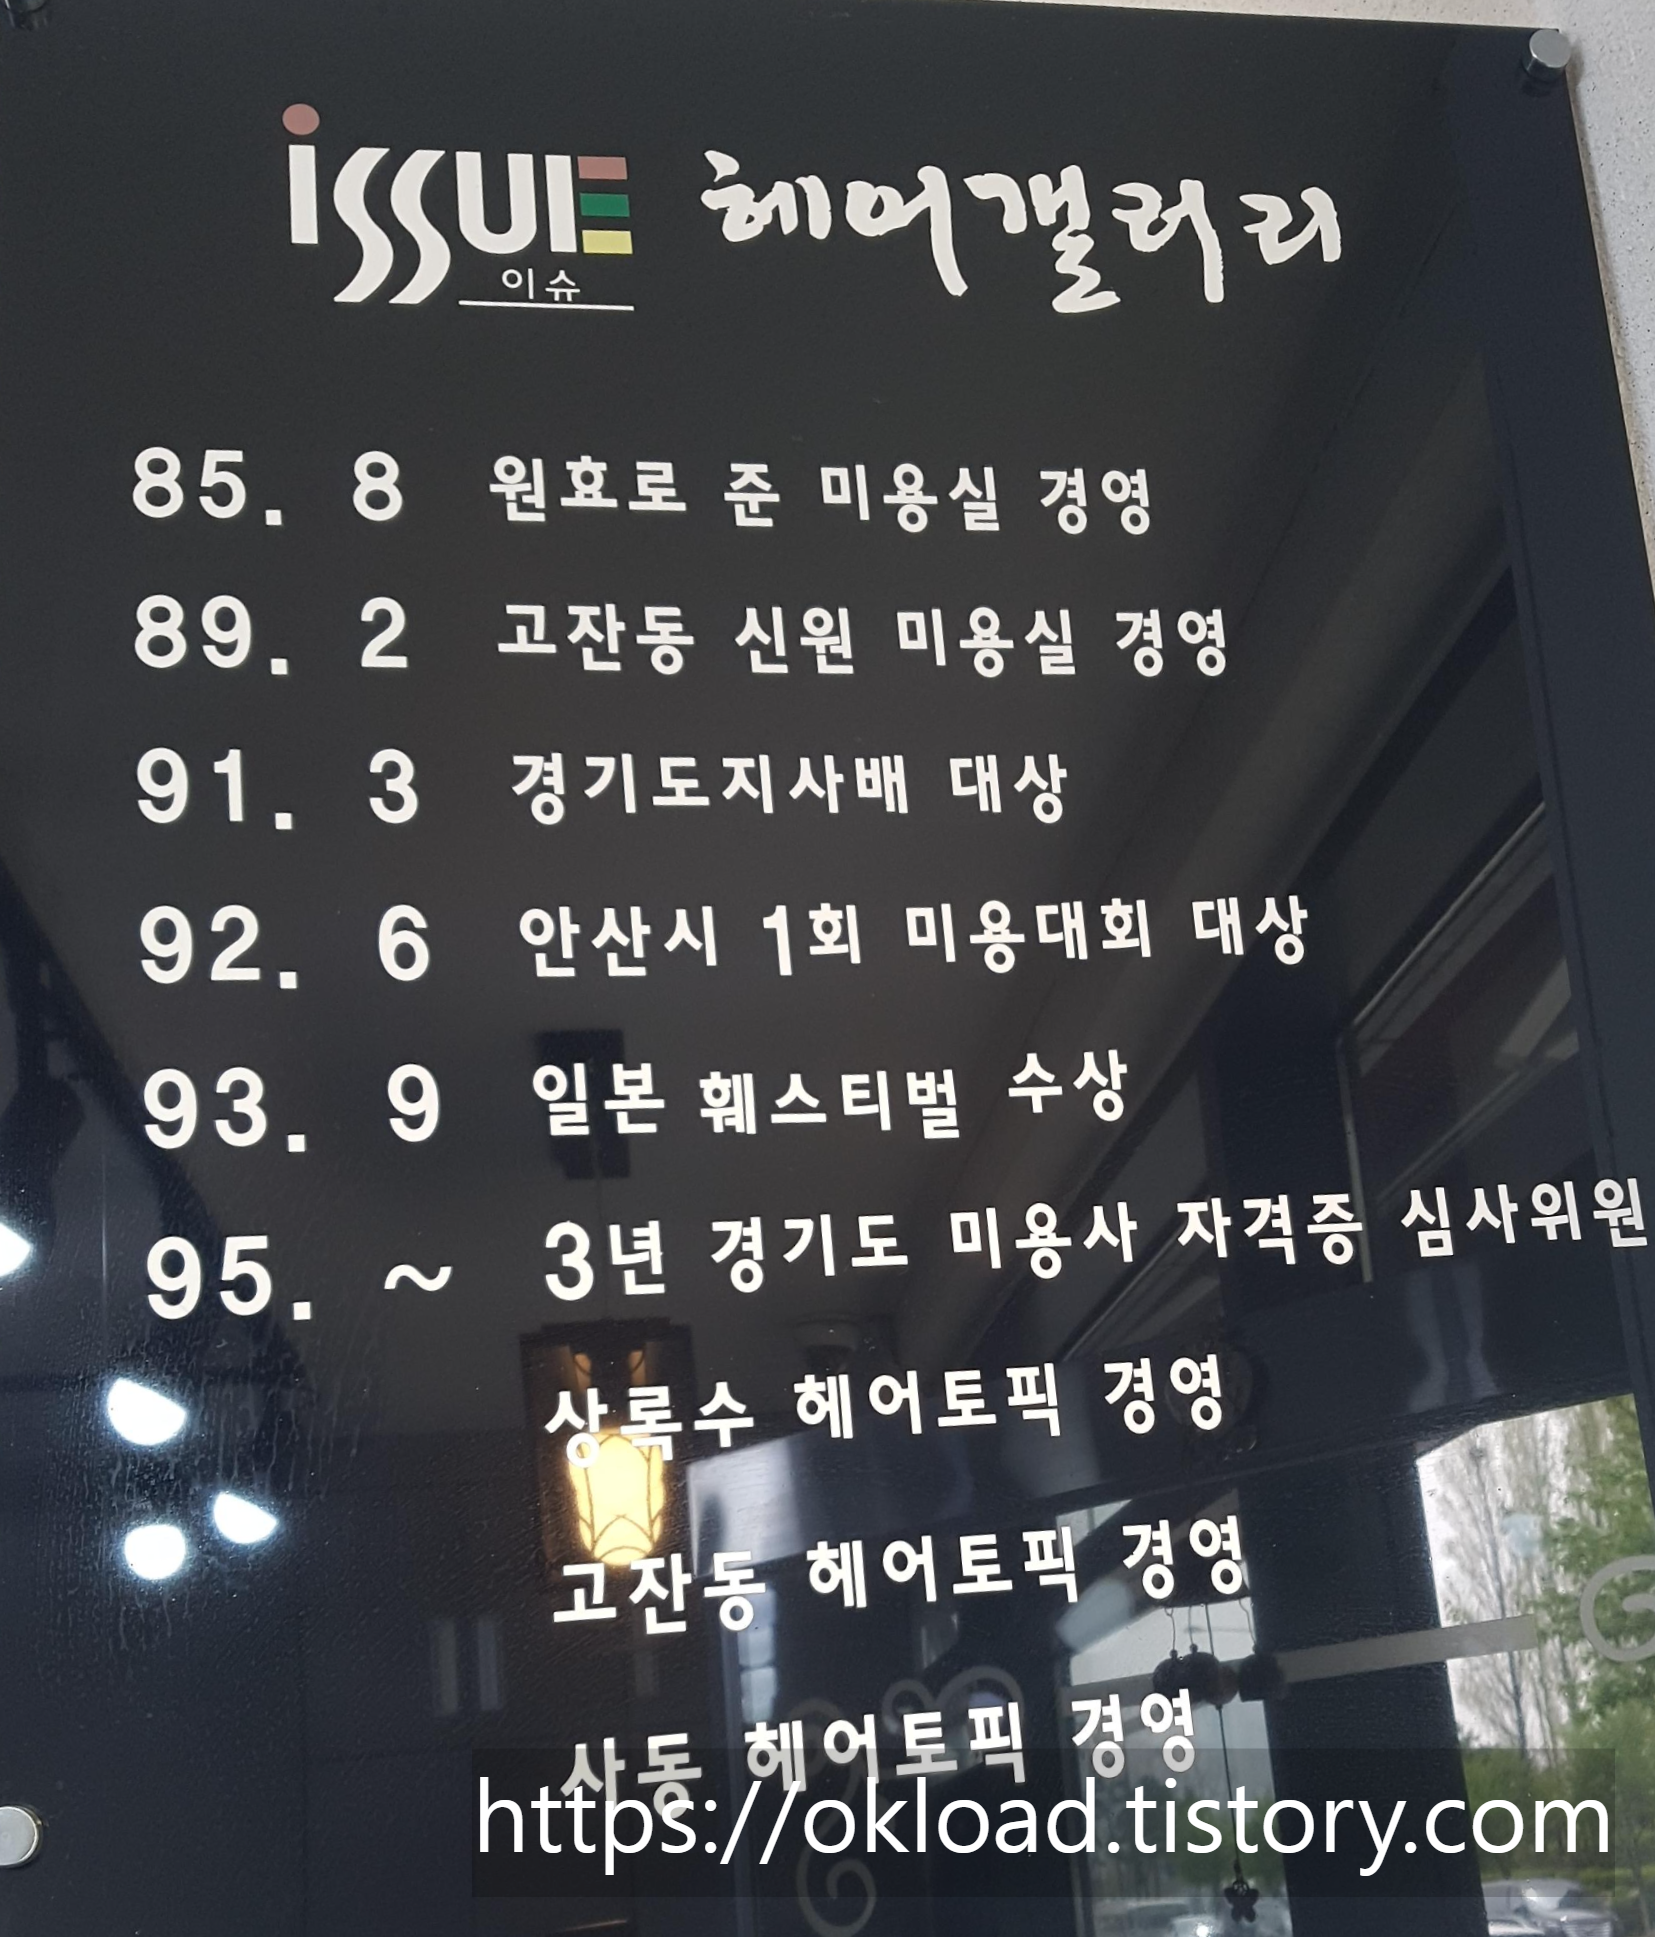 issue 헤어갤러리
이슈
85. 8 원효로 준 미용실 경영
89. 2 고잔동 신원 미용실 경영
91. 3 경기도지사배 대상
92. 6 안산시 1회 미용대회 대상
93. 9 일본 훼스티벌 수상
95. ~ 3년 경기도 미용사 자격증 심사위원
상록수 헤어토픽 경영
고잔동 헤어토픽 경영
사동 헤어토픽 경영
https://okload.tistory.com